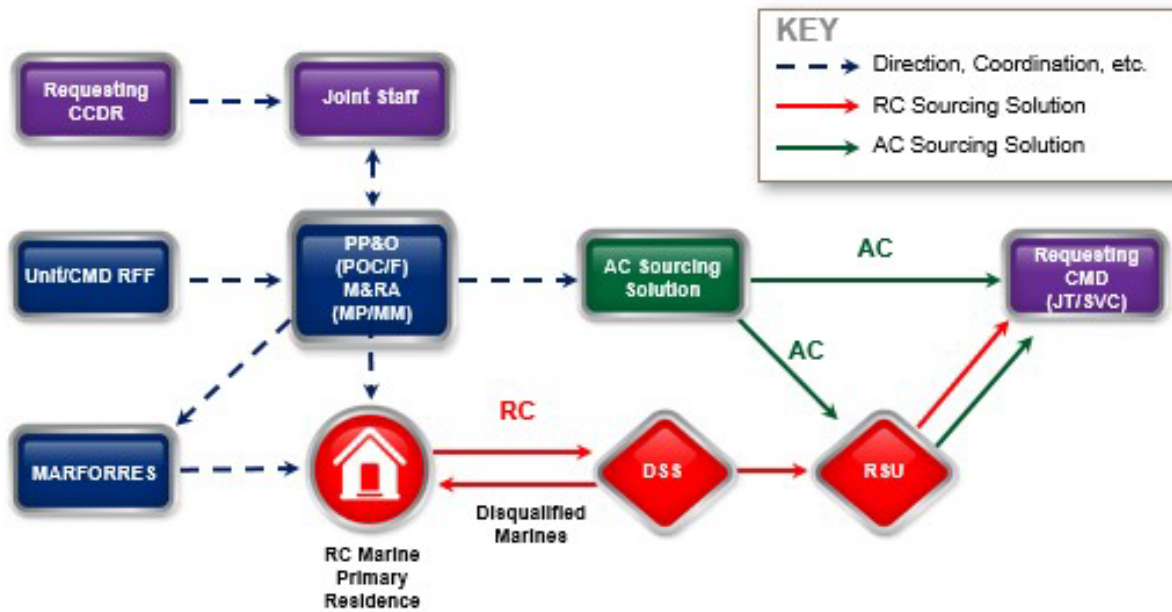 KEY
Direction, Coordination, etc.
RC Sourcing Solution
AC Sourcing Solution
Requesting
CCDR
Joint Staff
Unit/CMD RFF
PP&O
(POC/F)
M&RA
(MP/MM)
AC Sourcing
Solution
AC
Requesting
CMD
(JT/SVC)
AC
MARFORRES
RC
DSS
RSU
Disqualified
Marines
RC Marine
Primary
Residence